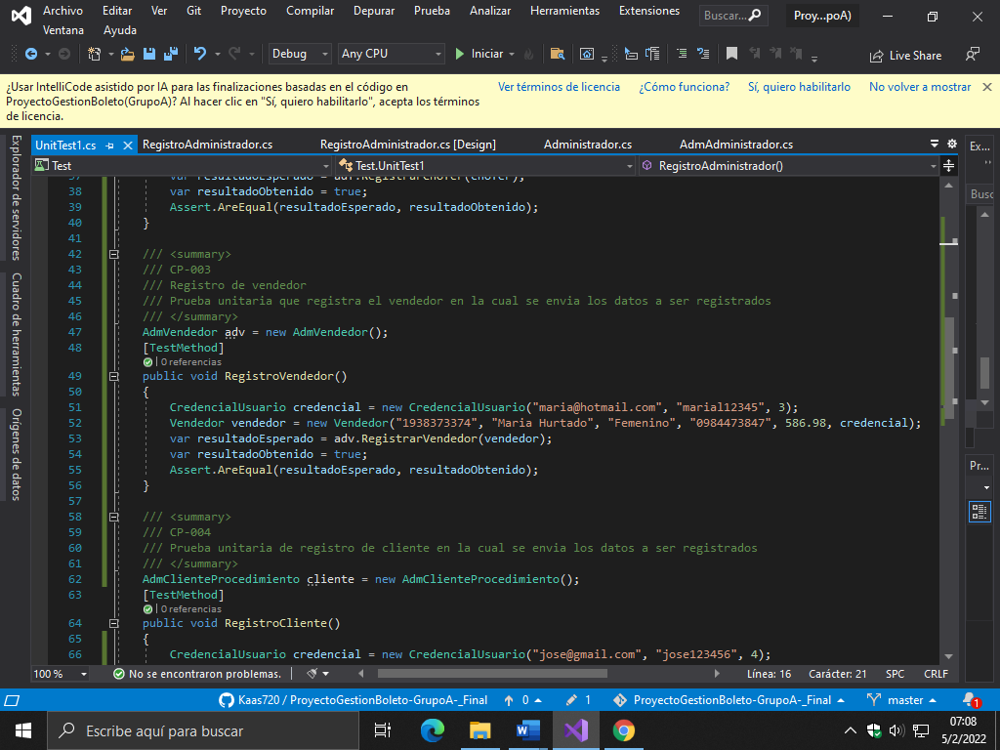 Archivo Editar Ver Git Proyecto Compilar Depurar Prueba Analizar Herramientas Extensiones Buscar... Proy...poA)
Ventana Ayuda
Debug Any CPU Iniciar Live Share
¿Usar IntelliCode asistido por IA para las finalizaciones basadas en el código en
ProyectoGestionBoleto(GrupoA)? Al hacer clic en "Sí, quiero habilitarlo", acepta los términos
de licencia.
Ver términos de licencia ¿Cómo funciona? Sí, quiero habilitarlo No volver a mostrar
Explorador de servidores
Cuadro de herramientas
Orígenes de datos
UnitTest1.cs RegistroAdministrador.cs RegistroAdministrador.cs [Design] Administrador.cs AdmAdministrador.cs
Ex...
Test Test.UnitTest1 RegistroAdministrador()
Busc
Pr...
37 var resultadoEsperado = adf.RegistrarChofer(chofer);
38 var resultadoObtenido = true;
39 Assert.AreEqual(resultadoEsperado, resultadoObtenido);
40 }
41
42 /// <summary>
43 /// CP-003
44 /// Registro de vendedor
45 /// Prueba unitaria que registra el vendedor en la cual se envia los datos a ser registrados
46 /// </summary>
47 AdmVendedor adv = new AdmVendedor();
48 [TestMethod]
0 referencias
49 public void RegistroVendedor()
50 {
51 CredencialUsuario credencial = new CredencialUsuario("maria@hotmail.com", "marial12345", 3);
52 Vendedor vendedor = new Vendedor("1938373374", "Maria Hurtado", "Femenino", "0984473847", 586.98, credencial);
53 var resultadoEsperado = adv.RegistrarVendedor(vendedor);
54 var resultadoObtenido = true;
55 Assert.AreEqual(resultadoEsperado, resultadoObtenido);
56 }
57
58 /// <summary>
59 /// CP-004
60 /// Prueba unitaria de registro de cliente en la cual se envia los datos a ser registrados
61 /// </summary>
62 AdmClienteProcedimiento cliente = new AdmClienteProcedimiento();
63 [TestMethod]
0 referencias
64 public void RegistroCliente()
65 {
66 CredencialUsuario credencial = new CredencialUsuario("jose@gmail.com", "jose123456", 4);
100 % No se encontraron problemas. Línea: 16 Carácter: 21 SPC CRLF
Kaas720 / ProyectoGestionBoleto-GrupoA-_Final 0 1 ProyectoGestionBoleto-GrupoA-_Final master 1
Escribe aquí para buscar
07:08
5/2/2022